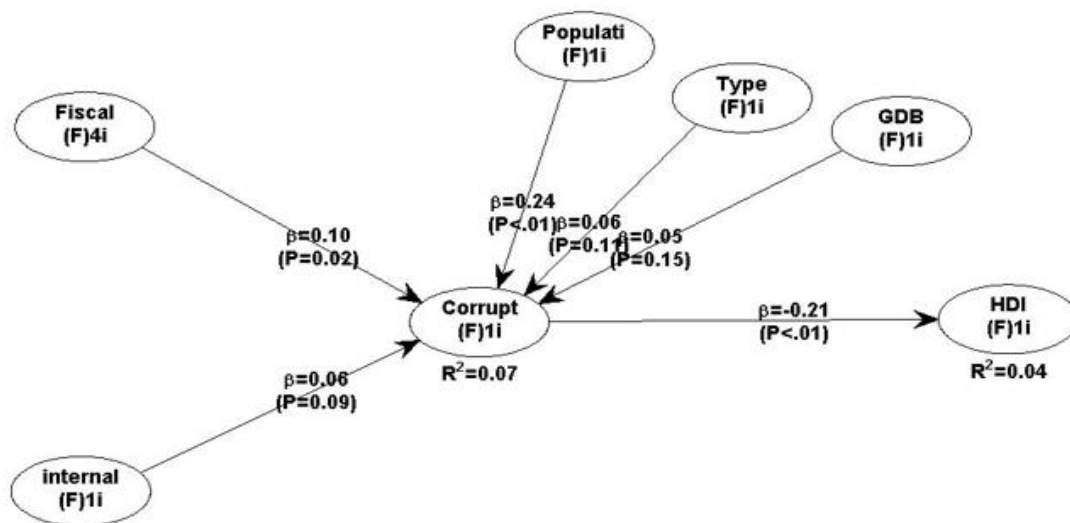 Populati
(F)1i
Type
(F)1i
Fiscal
(F)4i
GDB
(F)1i
β=0.24
(P<.01)
β=0.06
(P=0.11)
β=0.05
(P=0.15)
β=0.10
(P=0.02)
Corrupt
(F)1i
R²=0.07
β=-0.21
(P<.01)
HDI
(F)1i
R²=0.04
β=0.06
(P=0.09)
internal
(F)1i